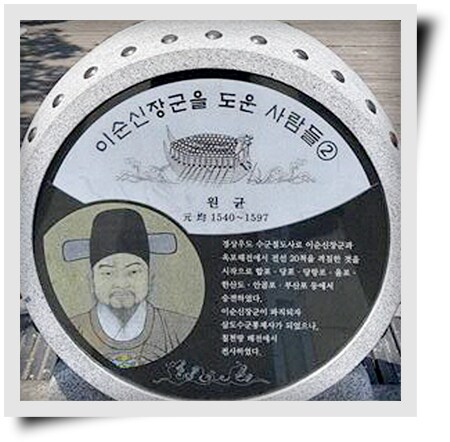 이순신장군을 도운 사람들②
원 균
元 均 1540~1597
경상우도 수군절도사로 이순신장군과
옥포해전에서 전선 20척을 격침한 것을
시작으로 합포·당포·당항포·율포·
한산도·안골포·부산포 등에서
승전하였다.
이순신장군이 파직되자
삼도수군통제사가 되었으나,
칠천량 해전에서
전사하였다.